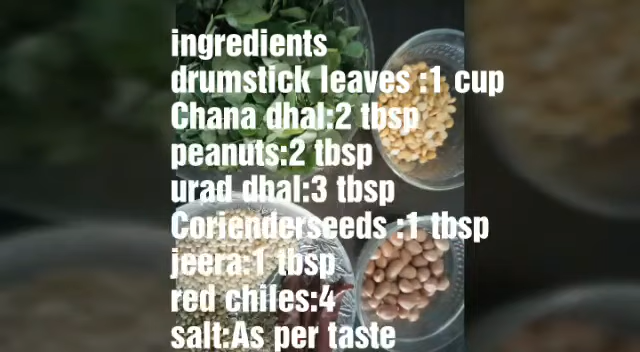 ingredients
drumstick leaves :1 cup
Chana dhal:2 tbsp
peanuts:2 tbsp
urad dhal:3 tbsp
Corienderseeds :1 tbsp
jeera:1 tbsp
red chiles:4
salt:As per taste